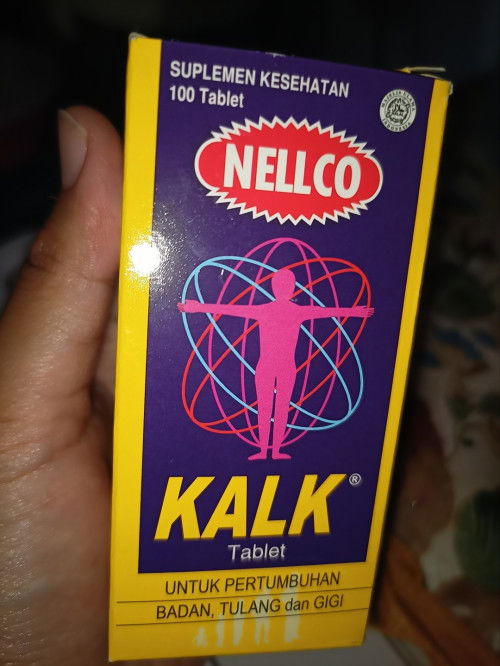 SUPLEMEN KESEHATAN
100 Tablet
NELLCO
KALK®
Tablet
UNTUK PERTUMBUHAN
BADAN, TULANG dan GIGI